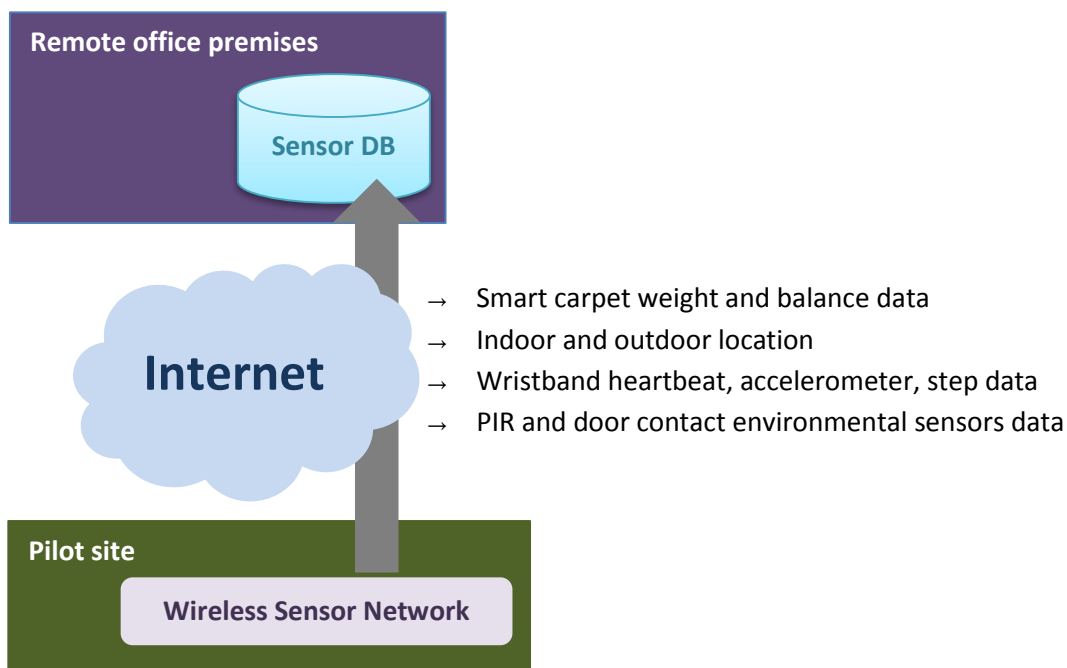 Remote office premises
Sensor DB
Internet
→ Smart carpet weight and balance data
→ Indoor and outdoor location
→ Wristband heartbeat, accelerometer, step data
→ PIR and door contact environmental sensors data
Pilot site
Wireless Sensor Network